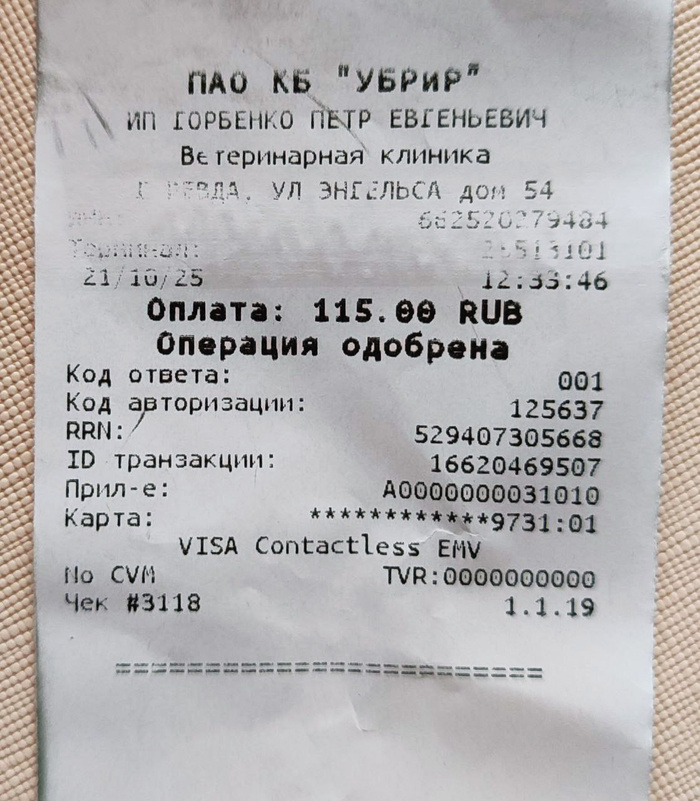 ПАО КБ "УБРИР"
ИП ГОРБЕНКО ПЕТР ЕВГЕНЬЕВИЧ
Ветеринарная клиника
Г РЕВДА, УЛ ЭНГЕЛЬСА дом 54
662520279484
Терминал:
21/10/25 12:33:46
Оплата: 115.00 RUB
Операция одобрена
Код ответа: 001
Код авторизации: 125637
RRN: 529407305668
ID транзакции: 16620469507
Прил-е: A0000000031010
Карта: ************9731:01
VISA Contactless EMV
No CVM TVR:0000000000
Чек #3118 1.1.19